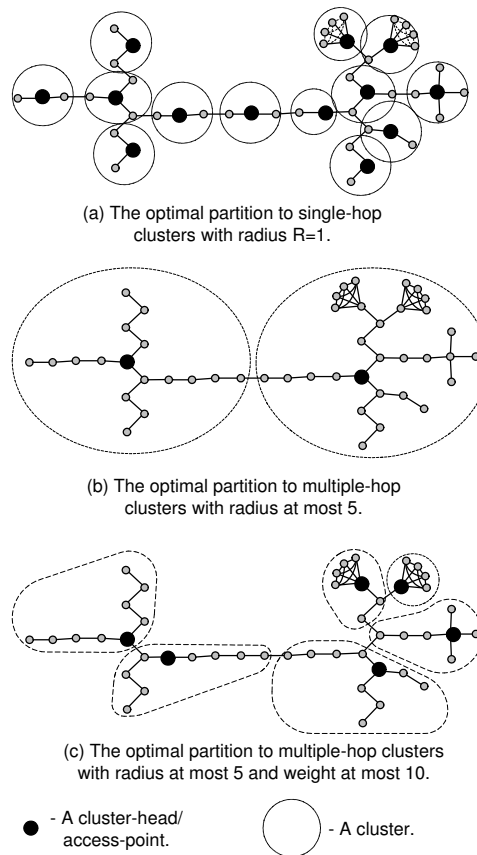 (a) The optimal partition to single-hop
clusters with radius R=1.
(b) The optimal partition to multiple-hop
clusters with radius at most 5.
(c) The optimal partition to multiple-hop clusters
with radius at most 5 and weight at most 10.
- A cluster-head/
access-point.
- A cluster.